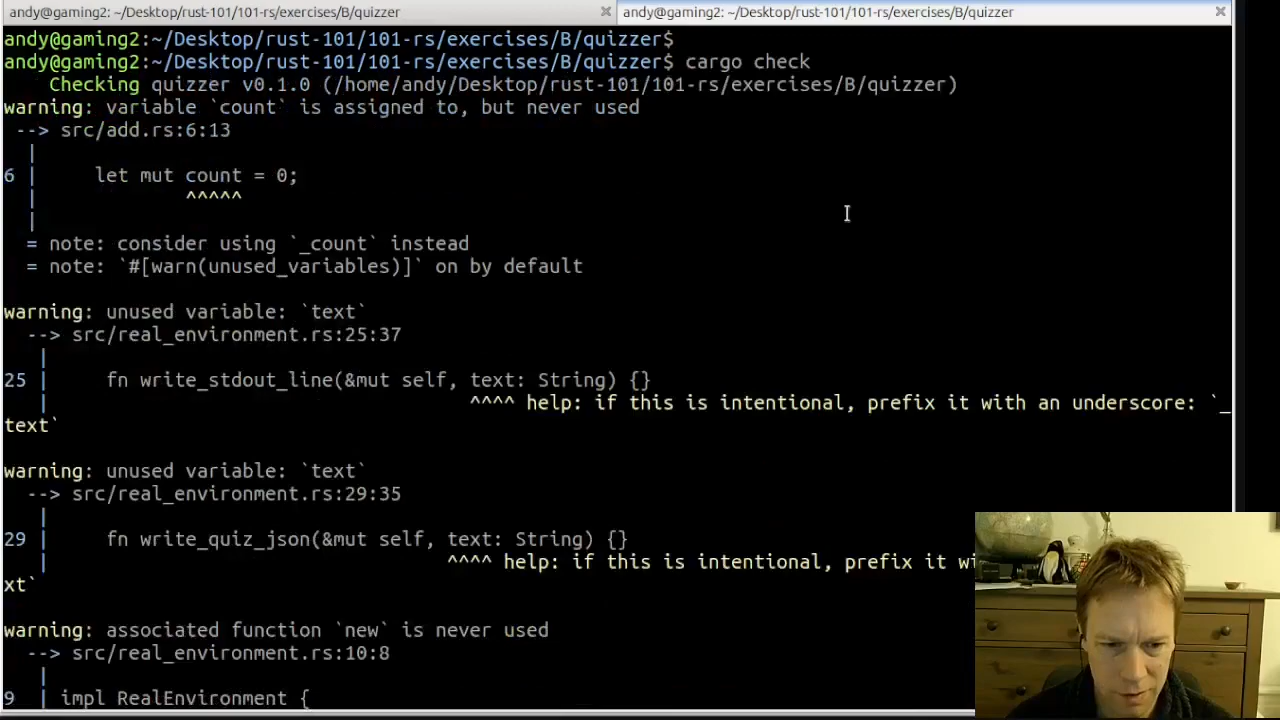 andy@gaming2: ~/Desktop/rust-101/101-rs/exercises/B/quizzer
andy@gaming2: ~/Desktop/rust-101/101-rs/exercises/B/quizzer
andy@gaming2:~/Desktop/rust-101/101-rs/exercises/B/quizzer$
andy@gaming2:~/Desktop/rust-101/101-rs/exercises/B/quizzer$ cargo check
    Checking quizzer v0.1.0 (/home/andy/Desktop/rust-101/101-rs/exercises/B/quizzer)
warning: variable `count` is assigned to, but never used
 --> src/add.rs:6:13
  |
6 |     let mut count = 0;
  |             ^^^^^
  |
  = note: consider using `_count` instead
  = note: `#[warn(unused_variables)]` on by default
warning: unused variable: `text`
  --> src/real_environment.rs:25:37
   |
25 |     fn write_stdout_line(&mut self, text: String) {}
   |                                     ^^^^ help: if this is intentional, prefix it with an underscore: `_
text`
warning: unused variable: `text`
  --> src/real_environment.rs:29:35
   |
29 |     fn write_quiz_json(&mut self, text: String) {}
   |                                   ^^^^ help: if this is intentional, prefix it wi
xt`
warning: associated function `new` is never used
  --> src/real_environment.rs:10:8
   |
9  | impl RealEnvironment {